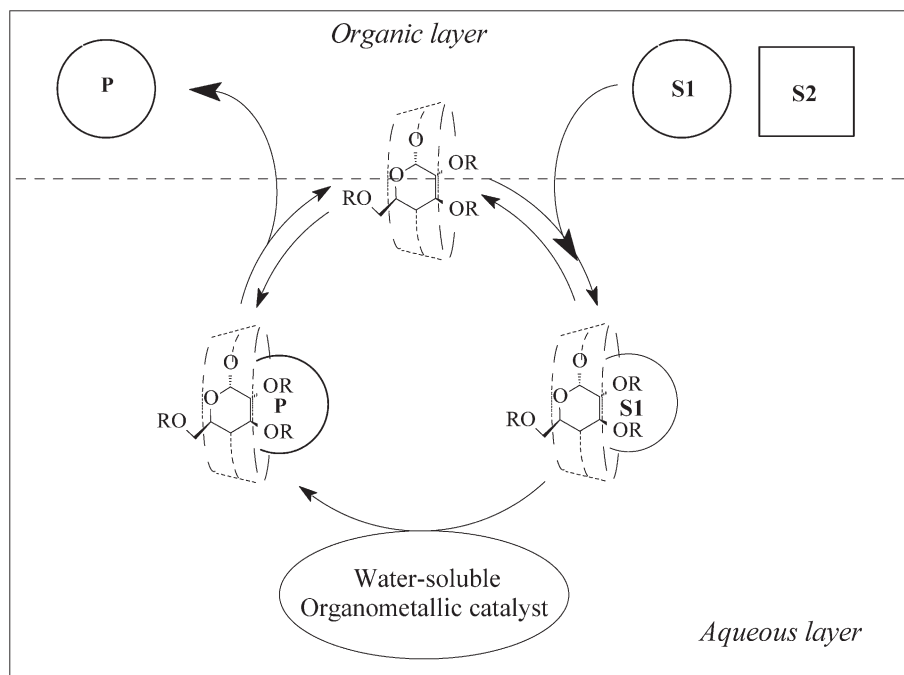 Organic layer
P
S1
S2
O
OR
O
RO
OR
O
OR
O
P
RO
OR
O
OR
O
S1
RO
OR
Water-soluble
Organometallic catalyst
Aqueous layer